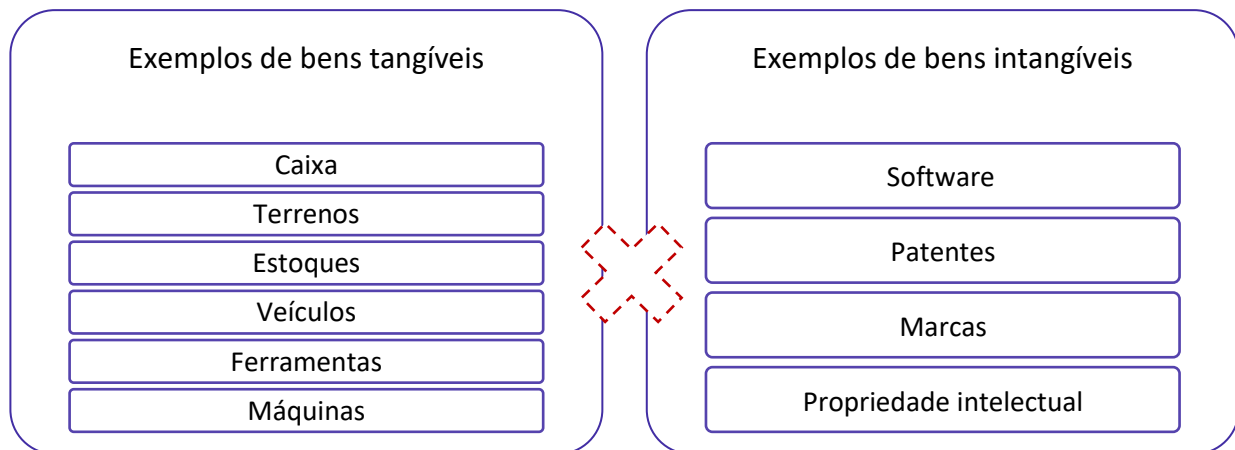 Exemplos de bens tangíveis
Caixa
Terrenos
Estoques
Veículos
Ferramentas
Máquinas
Exemplos de bens intangíveis
Software
Patentes
Marcas
Propriedade intelectual